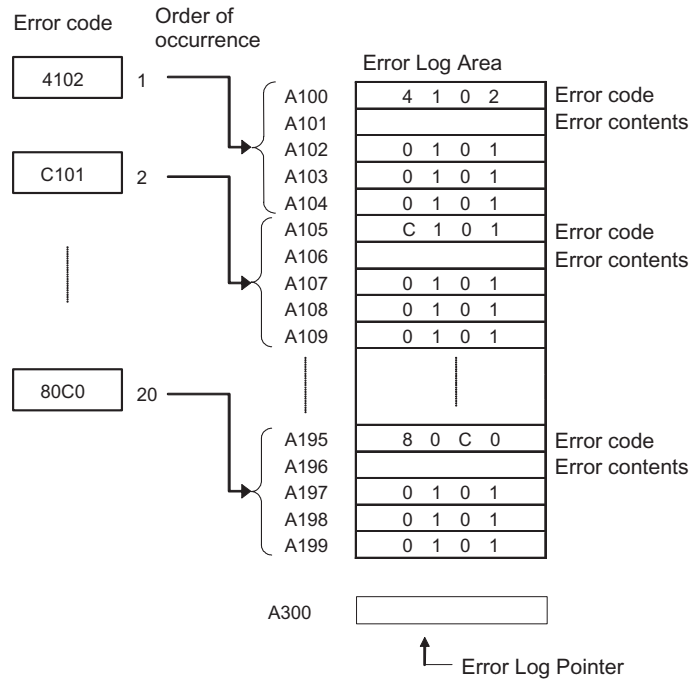 Error code
Order of
occurrence
Error Log Area
4102 1
A100 4 1 0 2 Error code
A101 Error contents
A102 0 1 0 1
A103 0 1 0 1
A104 0 1 0 1
C101 2
A105 C 1 0 1 Error code
A106 Error contents
A107 0 1 0 1
A108 0 1 0 1
A109 0 1 0 1
80C0 20
A195 8 0 C 0 Error code
A196 Error contents
A197 0 1 0 1
A198 0 1 0 1
A199 0 1 0 1
A300
Error Log Pointer